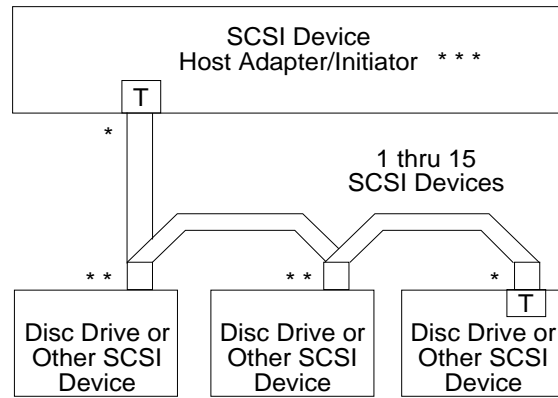 SCSI Device
Host Adapter/Initiator * * *
T
*
1 thru 15
SCSI Devices
* * * * *
T
Disc Drive or Disc Drive or Disc Drive or
Other SCSI Other SCSI Other SCSI
Device Device Device